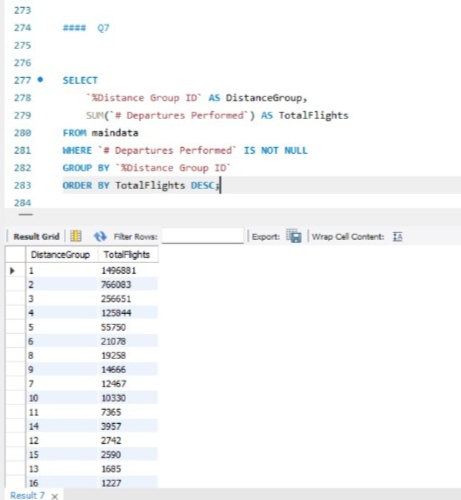 273
274 #### Q7
275
276
277 SELECT
278 `%Distance Group ID` AS DistanceGroup,
279 SUM(`# Departures Performed`) AS TotalFlights
280 FROM maindata
281 WHERE `# Departures Performed` IS NOT NULL
282 GROUP BY `%Distance Group ID`
283 ORDER BY TotalFlights DESC;
284
Result Grid Filter Rows: Export: Wrap Cell Content: IA
DistanceGroup TotalFlights
1 1496881
2 766083
3 256651
4 125844
5 55750
6 21078
8 19258
9 14666
7 12467
10 10330
11 7365
14 3957
12 2742
15 2590
13 1685
16 1227
Result 7 ×